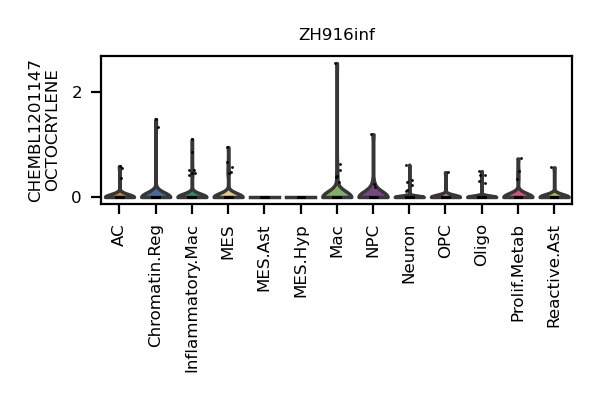 ZH916inf
CHEMBL1201147
OCTOCRYLENE
2
0
AC
Chromatin.Reg
Inflammatory.Mac
MES
MES.Ast
MES.Hyp
Mac
NPC
Neuron
OPC
Oligo
Prolif.Metab
Reactive.Ast